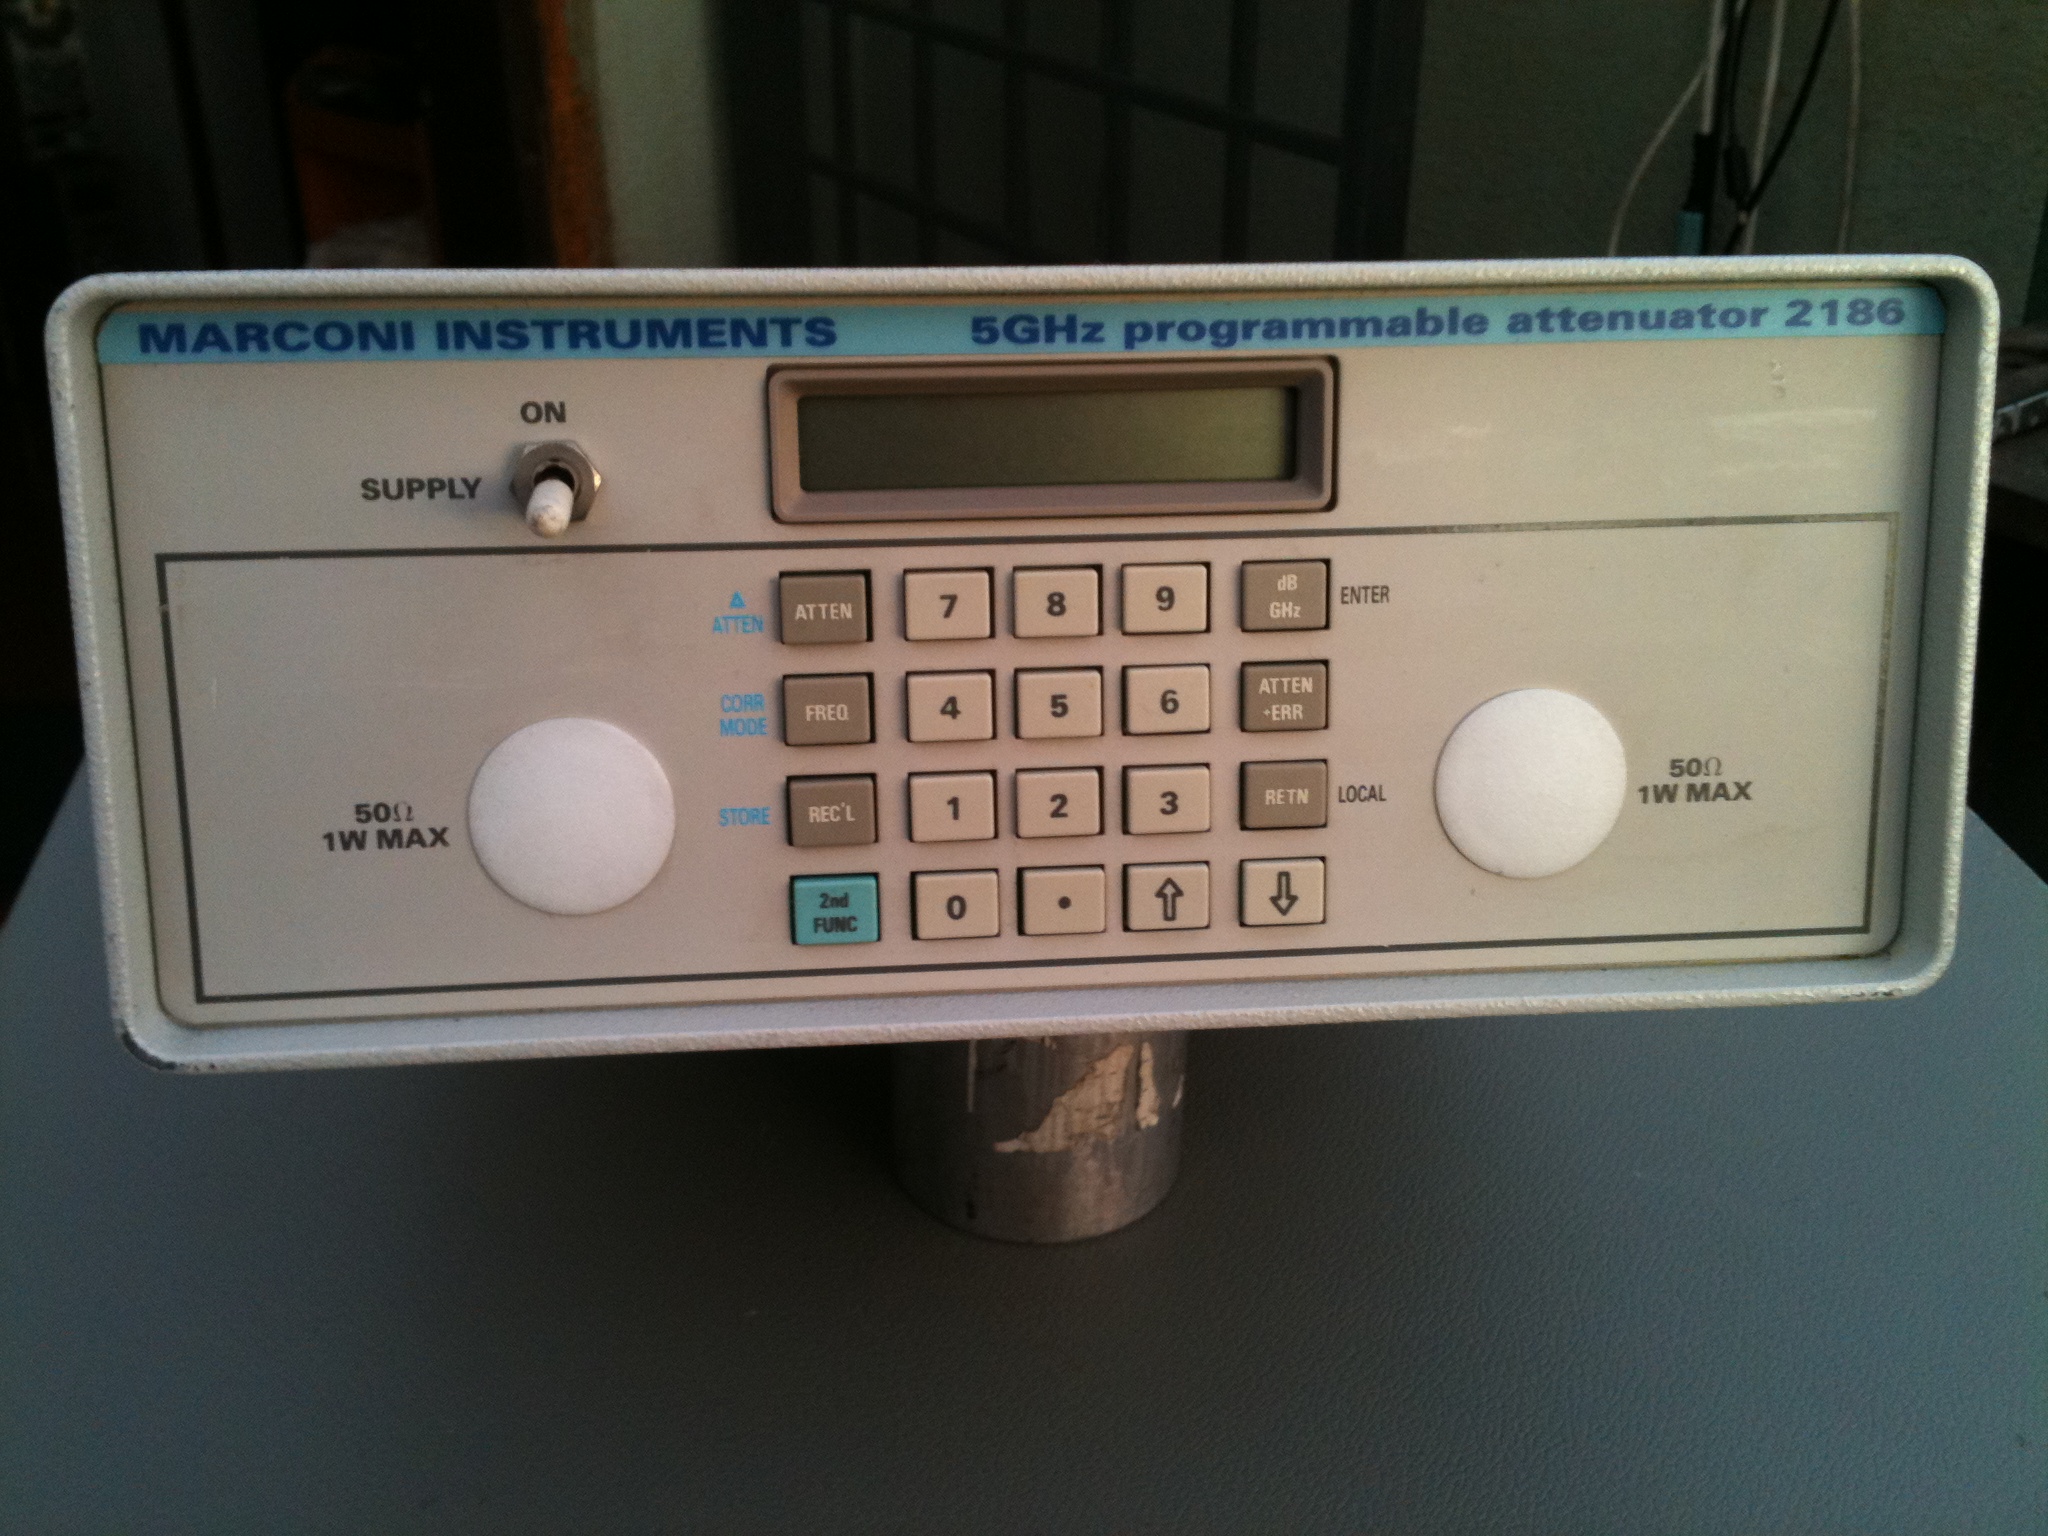 MARCONI INSTRUMENTS 5GHz programmable attenuator 2186
ON
SUPPLY
Δ
ATTEN
ATTEN
7
8
9
dB
GHz
ENTER
CORR
MODE
FREQ
4
5
6
ATTEN
+ERR
50Ω
1W MAX
STORE
REC'L
1
2
3
RETN
LOCAL
50Ω
1W MAX
2nd
FUNC
0
•
⇧
⇩